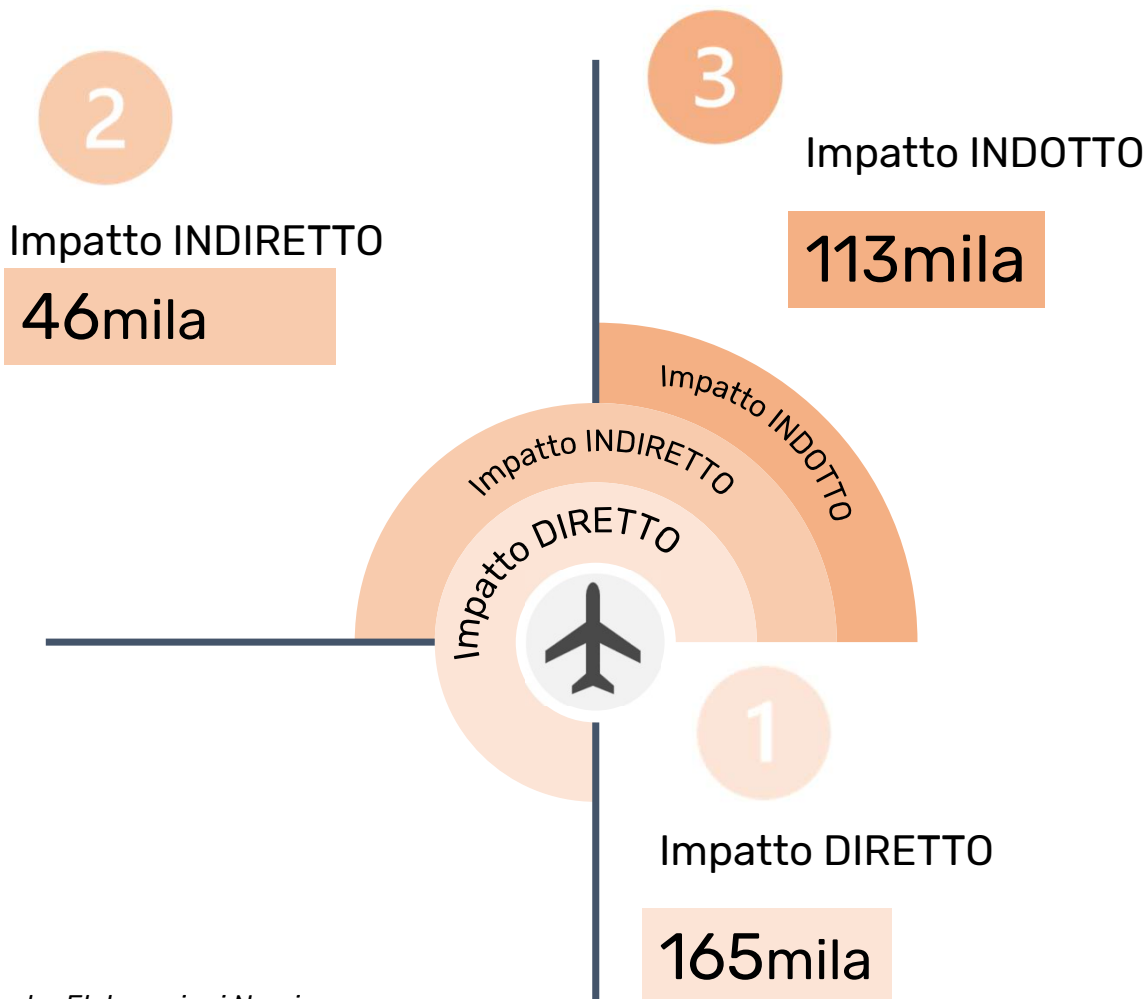 2
Impatto INDIRETTO
46mila
3
Impatto INDOTTO
113mila
Impatto INDOTTO
Impatto INDIRETTO
Impatto DIRETTO
1
Impatto DIRETTO
165mila